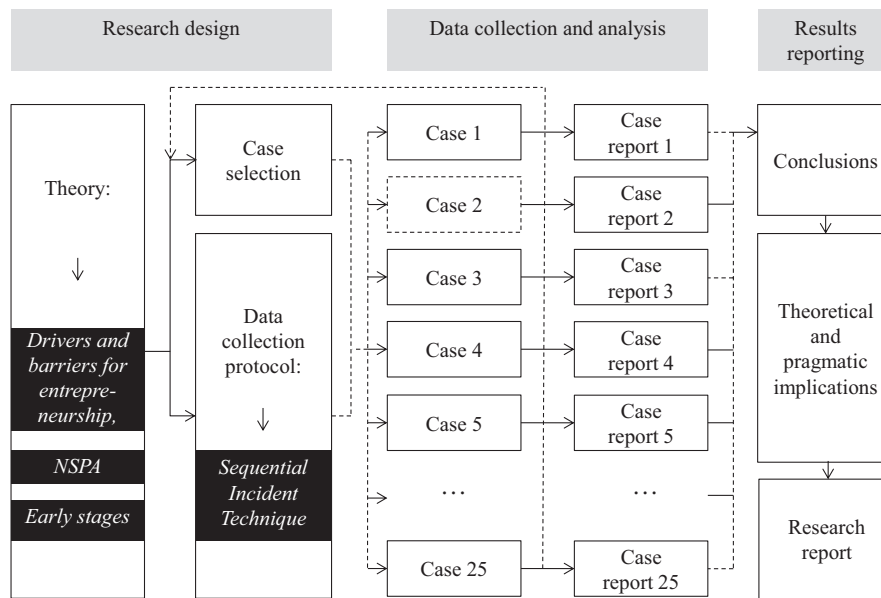 Research design
Data collection and analysis
Results
reporting
Theory:
Drivers and
barriers for
entrepre-
neurship,
NSPA
Early stages
Case
selection
Data
collection
protocol:
Sequential
Incident
Technique
Case 1
Case 2
Case 3
Case 4
Case 5
...
Case 25
Case
report 1
Case
report 2
Case
report 3
Case
report 4
Case
report 5
...
Case
report 25
Conclusions
Theoretical
and
pragmatic
implications
Research
report